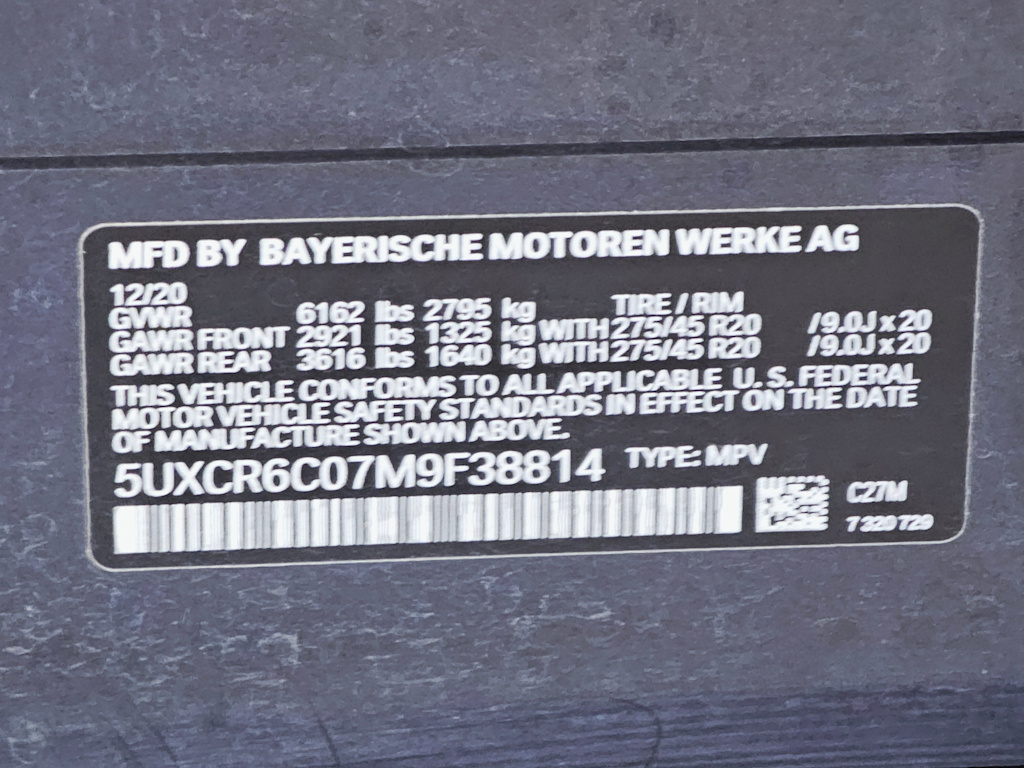 MFD BY BAYERISCHE MOTOREN WERKE AG
12/20
GVWR 6162 lbs 2795 kg TIRE / RIM
GAWR FRONT 2921 lbs 1325 kg WITH 275/45 R20 /9.0J x 20
GAWR REAR 3616 lbs 1640 kg WITH 275/45 R20 /9.0J x 20
THIS VEHICLE CONFORMS TO ALL APPLICABLE U. S. FEDERAL
MOTOR VEHICLE SAFETY STANDARDS IN EFFECT ON THE DATE
OF MANUFACTURE SHOWN ABOVE.
5UXCR6C07M9F38814 TYPE: MPV
C27M
7 320 729